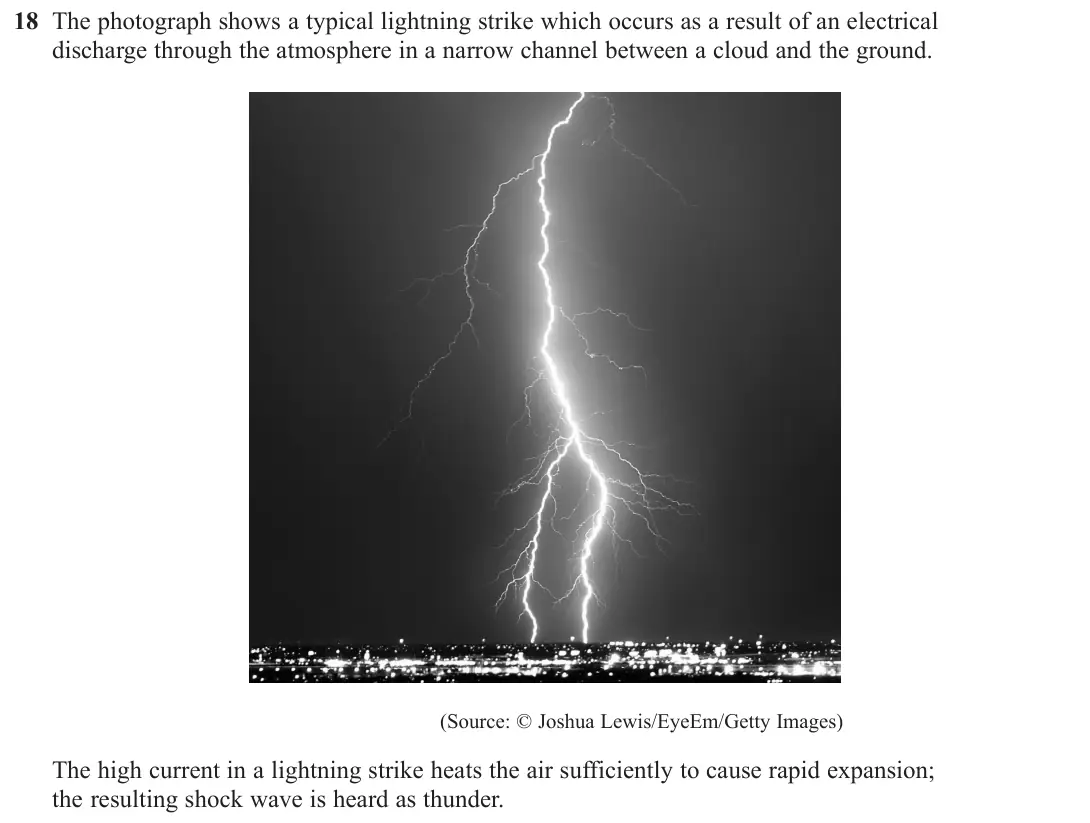 18 The photograph shows a typical lightning strike which occurs as a result of an electrical
discharge through the atmosphere in a narrow channel between a cloud and the ground.
(Source: © Joshua Lewis/EyeEm/Getty Images)
The high current in a lightning strike heats the air sufficiently to cause rapid expansion;
the resulting shock wave is heard as thunder.